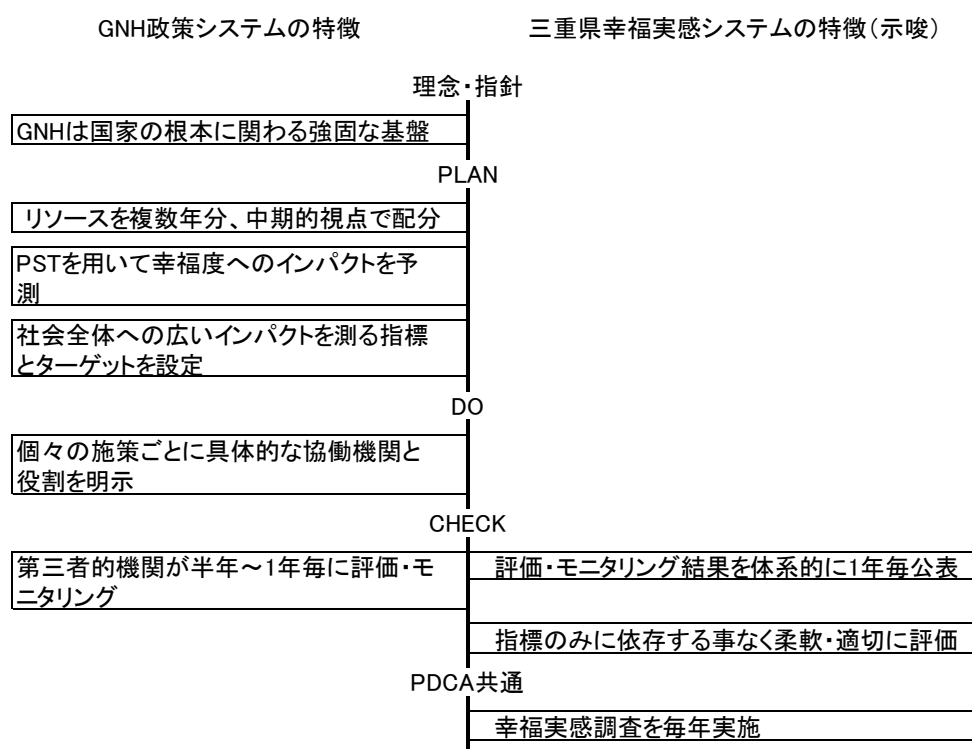 GNH政策システムの特徴
三重県幸福実感システムの特徴(示唆)
理念・指針
GNHは国家の根本に関わる強固な基盤
PLAN
リソースを複数年分、中期的視点で配分
PSTを用いて幸福度へのインパクトを予
測
社会全体への広いインパクトを測る指標
とターゲットを設定
DO
個々の施策ごとに具体的な協働機関と
役割を明示
CHECK
第三者的機関が半年～1年毎に評価・モ
ニタリング
評価・モニタリング結果を体系的に1年毎公表
指標のみに依存する事なく柔軟・適切に評価
PDCA共通
幸福実感調査を毎年実施